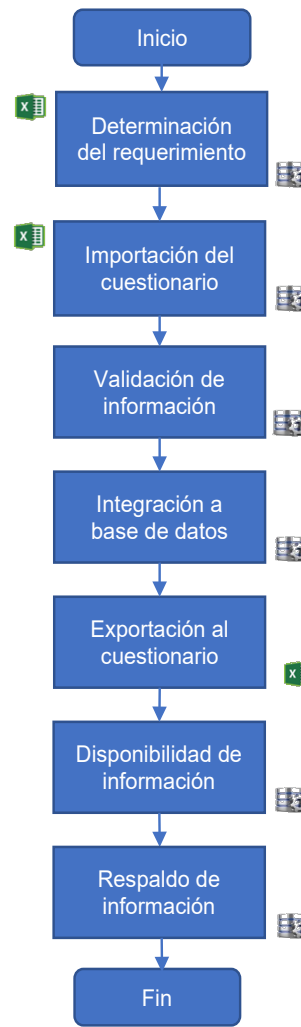 Inicio
Determinación
del requerimiento
Importación del
cuestionario
Validación de
información
Integración a
base de datos
Exportación al
cuestionario
Disponibilidad de
información
Respaldo de
información
Fin